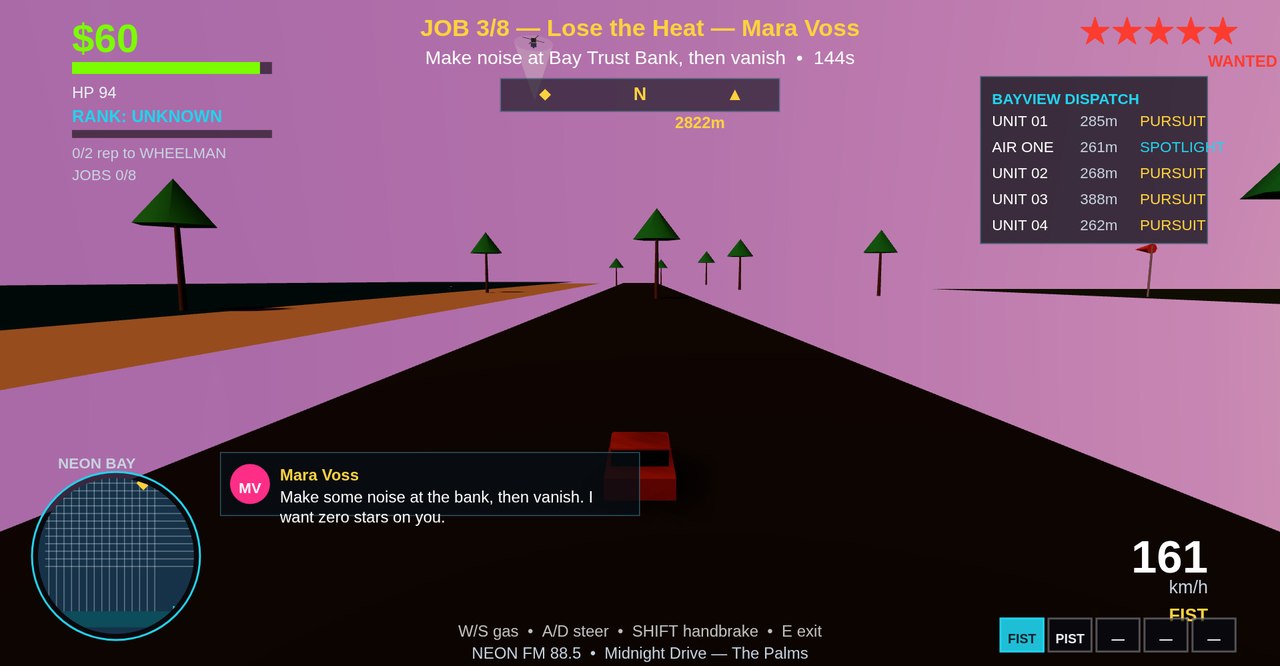 $60
HP 94
RANK: UNKNOWN
0/2 rep to WHEELMAN
JOBS 0/8
JOB 3/8 — Lose the Heat — Mara Voss
Make noise at Bay Trust Bank, then vanish • 144s
N
2822m
WANTED
BAYVIEW DISPATCH
UNIT 01 285m PURSUIT
AIR ONE 261m SPOTLIGHT
UNIT 02 268m PURSUIT
UNIT 03 388m PURSUIT
UNIT 04 262m PURSUIT
NEON BAY
MV
Mara Voss
Make some noise at the bank, then vanish. I
want zero stars on you.
161
km/h
FIST
FIST PIST — — —
W/S gas • A/D steer • SHIFT handbrake • E exit
NEON FM 88.5 • Midnight Drive — The Palms